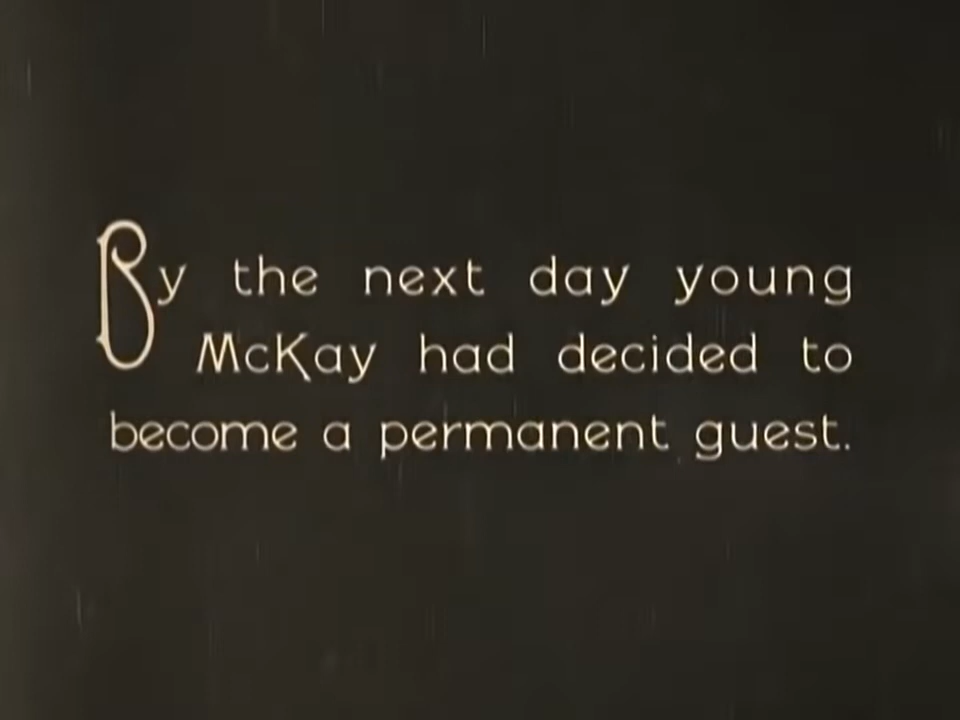 By the next day young
McKay had decided to
become a permanent guest.